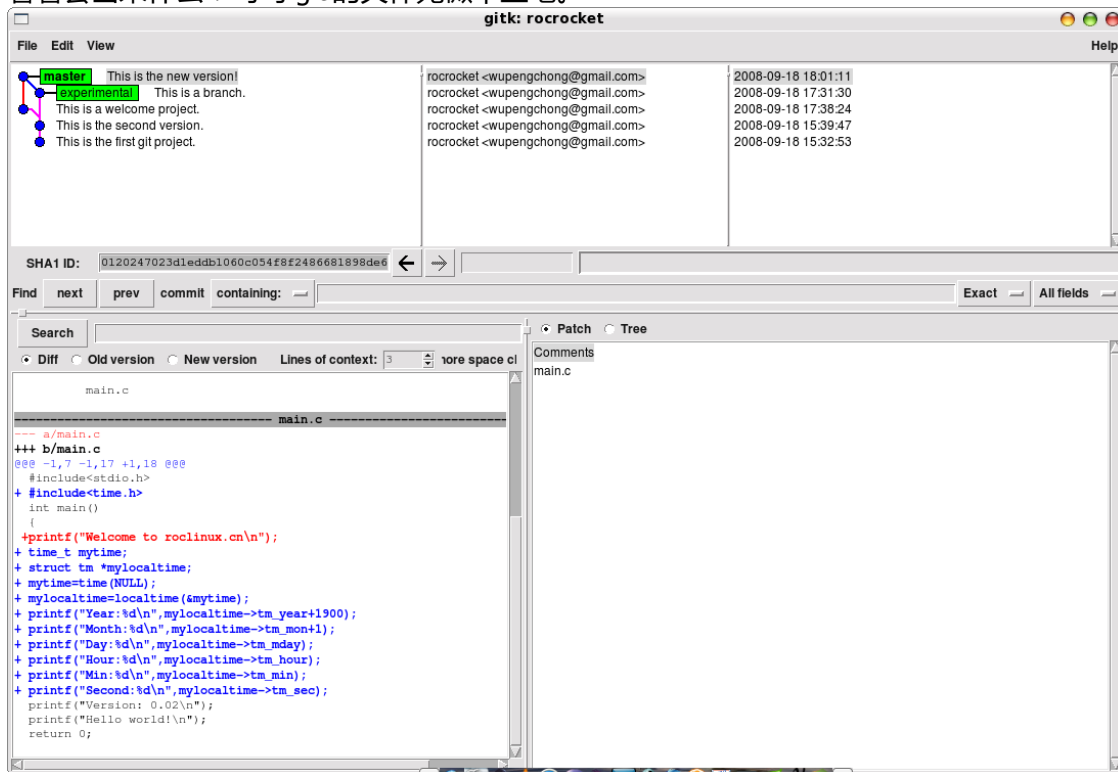 gitk: rocrocket
File Edit View Help
master This is the new version! rocrocket <wupengchong@gmail.com> 2008-09-18 18:01:11
experimental This is a branch. rocrocket <wupengchong@gmail.com> 2008-09-18 17:31:30
This is a welcome project. rocrocket <wupengchong@gmail.com> 2008-09-18 17:38:24
This is the second version. rocrocket <wupengchong@gmail.com> 2008-09-18 15:39:47
This is the first git project. rocrocket <wupengchong@gmail.com> 2008-09-18 15:32:53
SHA1 ID: 0120247023d1eddb1060c054f8f2486681898de6
Find next prev commit containing: Exact All fields
Search
Patch Tree
Diff Old version New version Lines of context: 3 nore space cl
Comments
main.c
main.c
---------------------------------- main.c ------------------------
--- a/main.c
+++ b/main.c
@@@ -1,7 -1,17 +1,18 @@@
#include<stdio.h>
+ #include<time.h>
int main()
{
+printf("Welcome to roclinux.cn\n");
+ time_t mytime;
+ struct tm *mylocaltime;
+ mytime=time(NULL);
+ mylocaltime=localtime(&mytime);
+ printf("Year:%d\n",mylocaltime->tm_year+1900);
+ printf("Month:%d\n",mylocaltime->tm_mon+1);
+ printf("Day:%d\n",mylocaltime->tm_mday);
+ printf("Hour:%d\n",mylocaltime->tm_hour);
+ printf("Min:%d\n",mylocaltime->tm_min);
+ printf("Second:%d\n",mylocaltime->tm_sec);
printf("Version: 0.02\n");
printf("Hello world!\n");
return 0;